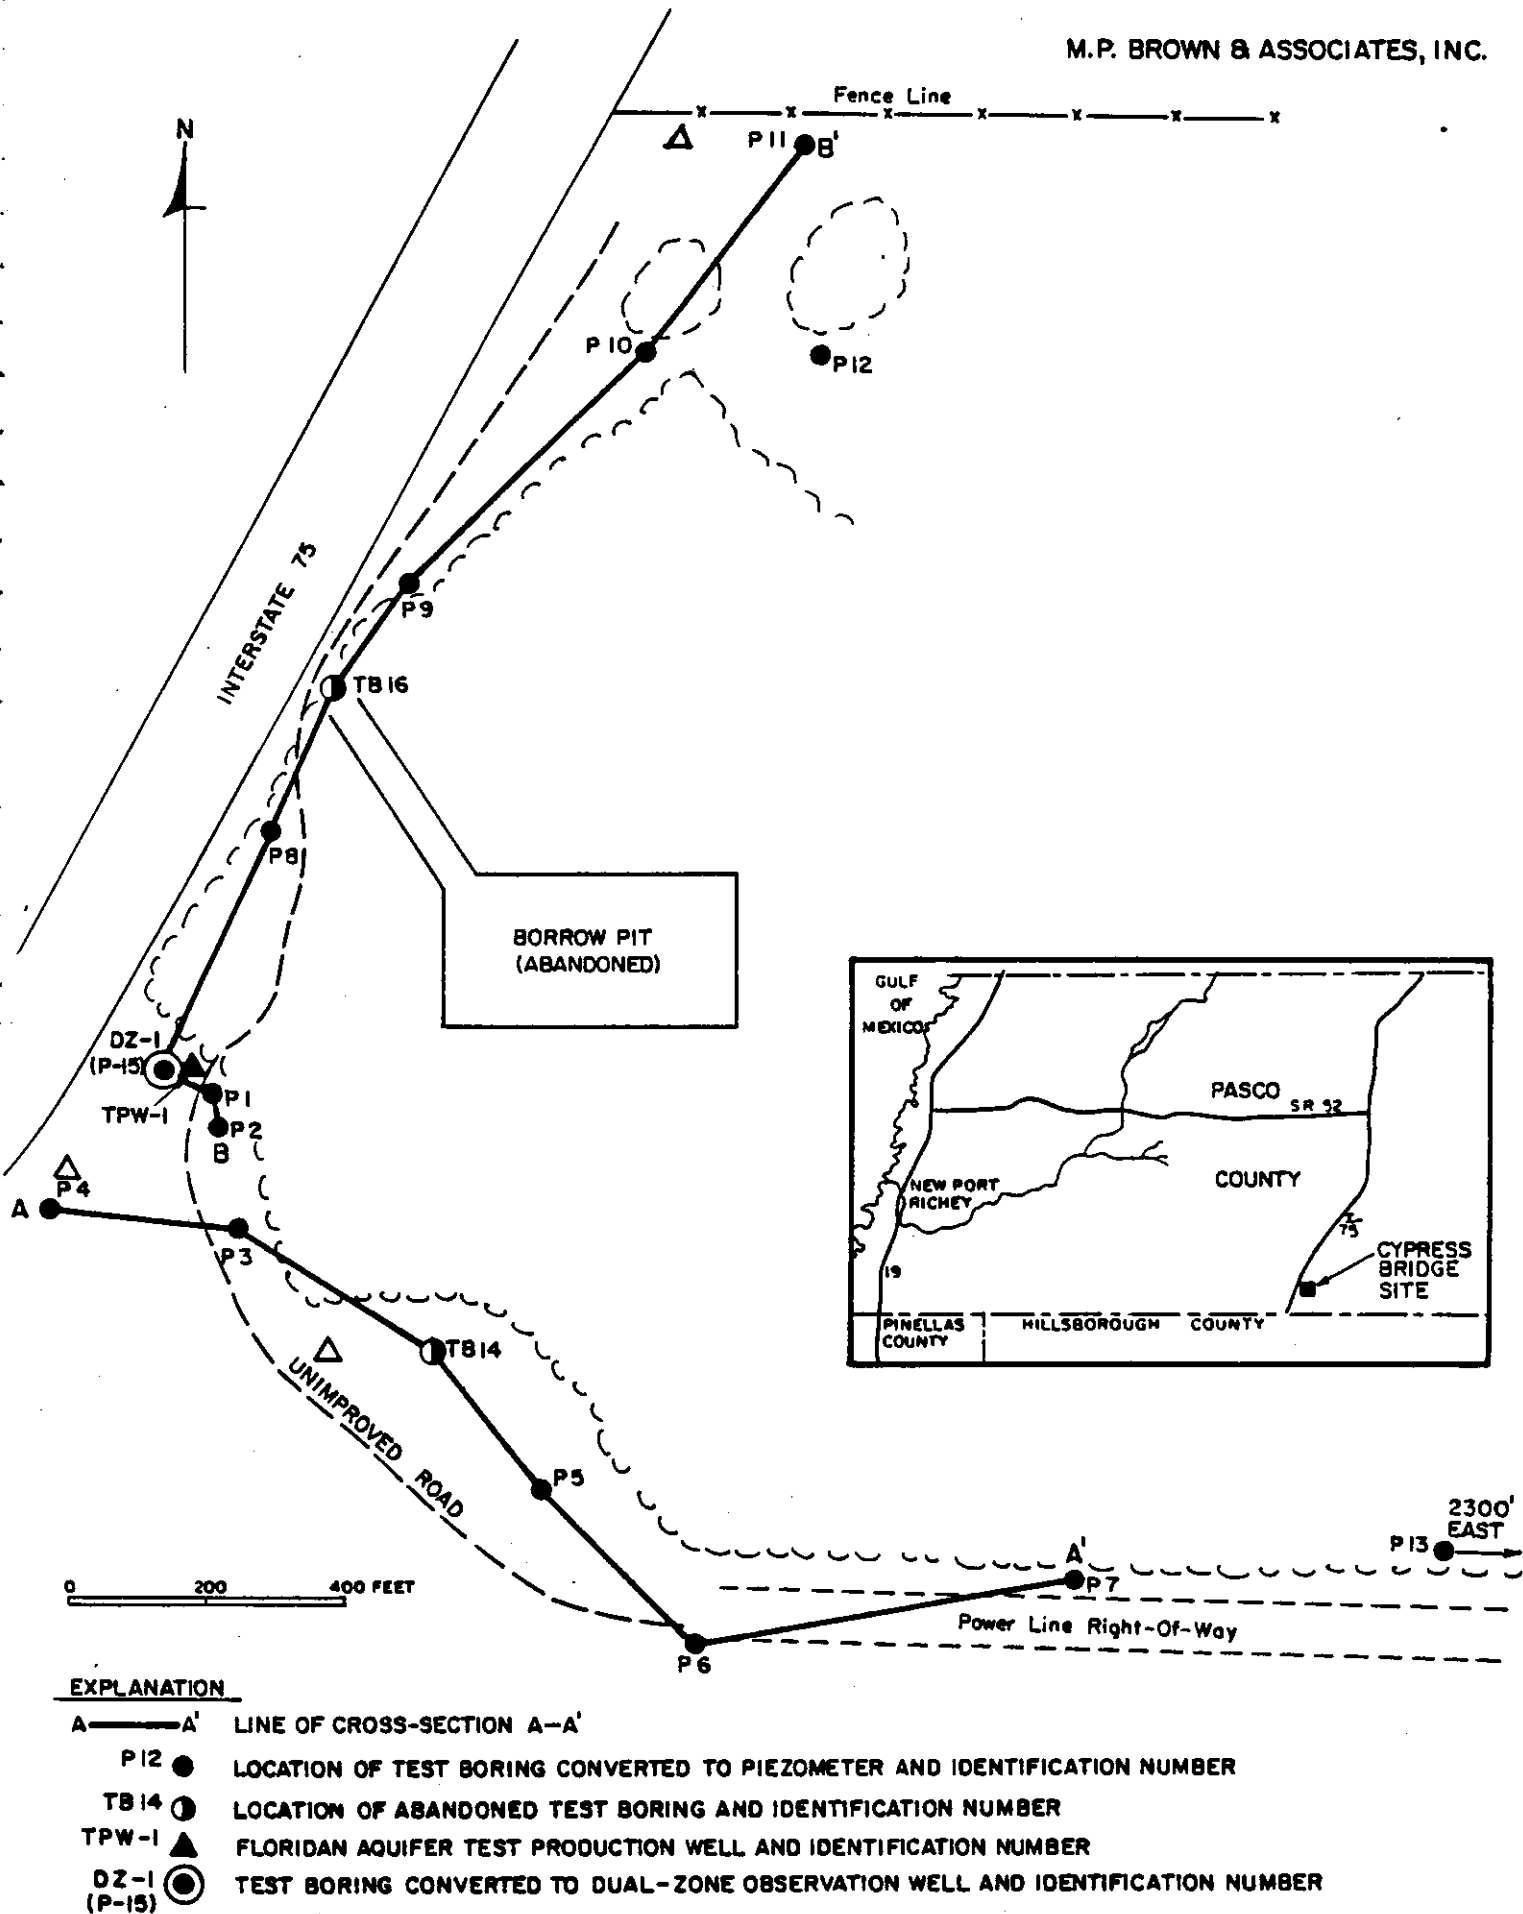 M.P. BROWN & ASSOCIATES, INC.
Fence Line
x x x x x x x
N
P 11
B'
P 10
P 12
INTERSTATE 75
P 9
TB 16
P8
BORROW PIT
(ABANDONED)
DZ-1
(P-15)
TPW-1
P 1
P2
B
A
P 4
P 3
TB 14
UNIMPROVED ROAD
P5
P 6
A'
P 7
P 13
2300'
EAST
Power Line Right-Of-Way
0 200 400 FEET
GULF
OF
MEXICO
PASCO
SR 52
COUNTY
NEW PORT
RICHEY
I-
75
19
CYPRESS
BRIDGE
SITE
PINELLAS
COUNTY
HILLSBOROUGH COUNTY
EXPLANATION
A A' LINE OF CROSS-SECTION A-A'
P 12 LOCATION OF TEST BORING CONVERTED TO PIEZOMETER AND IDENTIFICATION NUMBER
TB 14 LOCATION OF ABANDONED TEST BORING AND IDENTIFICATION NUMBER
TPW-1 FLORIDAN AQUIFER TEST PRODUCTION WELL AND IDENTIFICATION NUMBER
DZ-1
(P-15) TEST BORING CONVERTED TO DUAL-ZONE OBSERVATION WELL AND IDENTIFICATION NUMBER